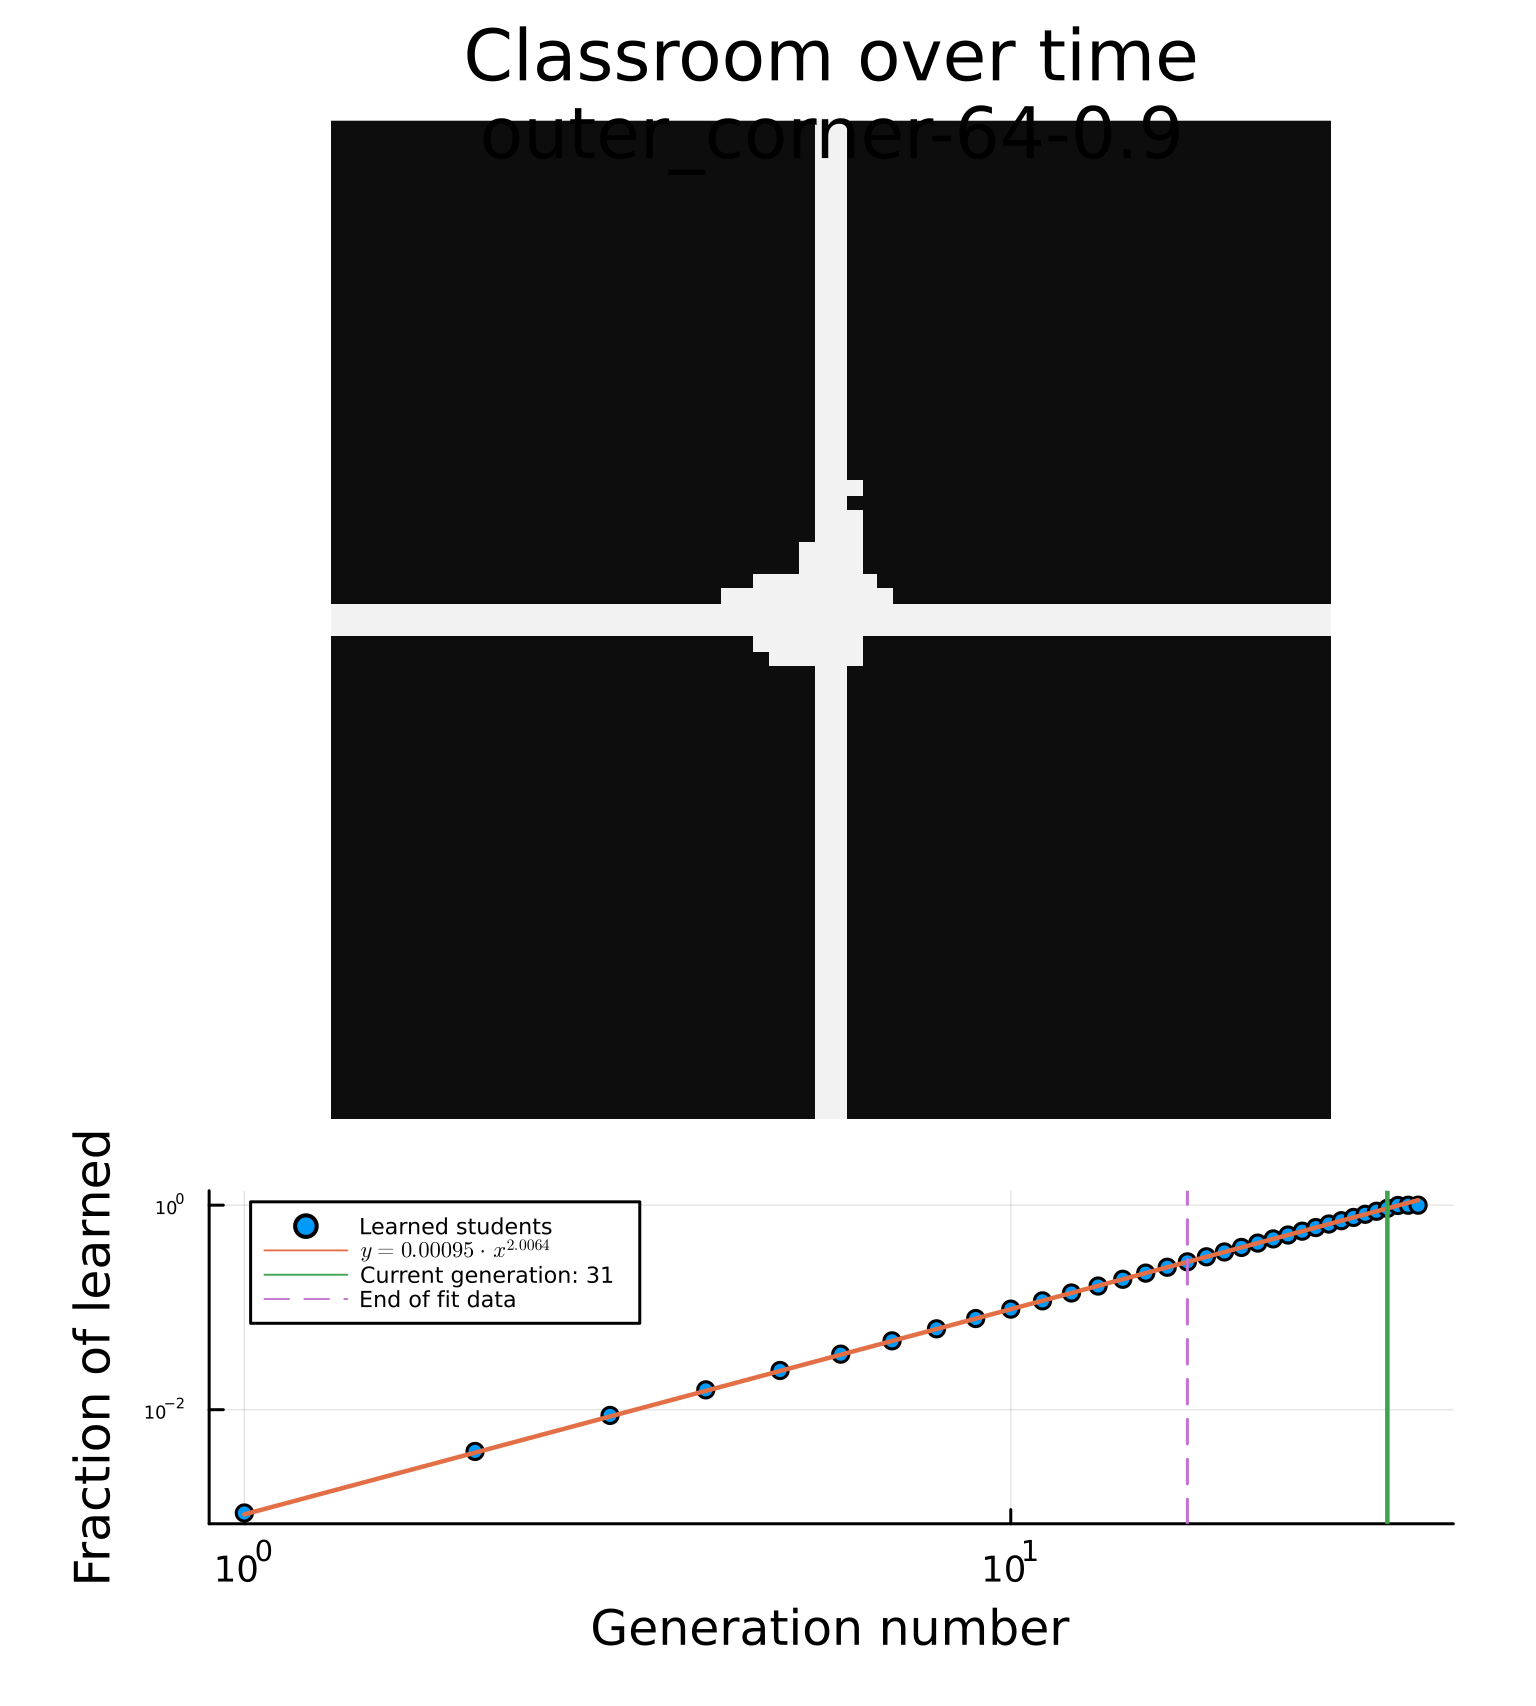 Classroom over time
outer_corner-64-0.9
Fraction of learned
10^0
10^-2
Learned students
y = 0.00095 · x^2.0064
Current generation: 31
End of fit data
10^0
10^1
Generation number